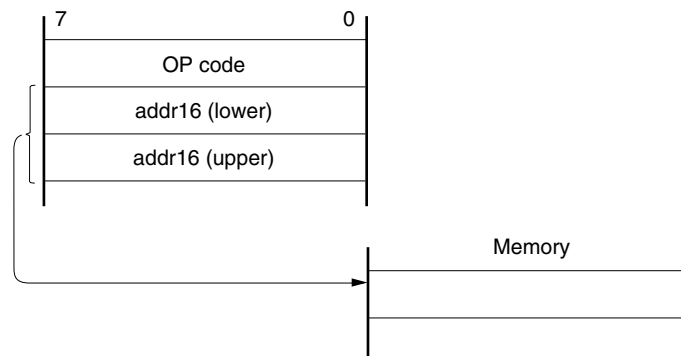 7 0
OP code
addr16 (lower)
addr16 (upper)
Memory